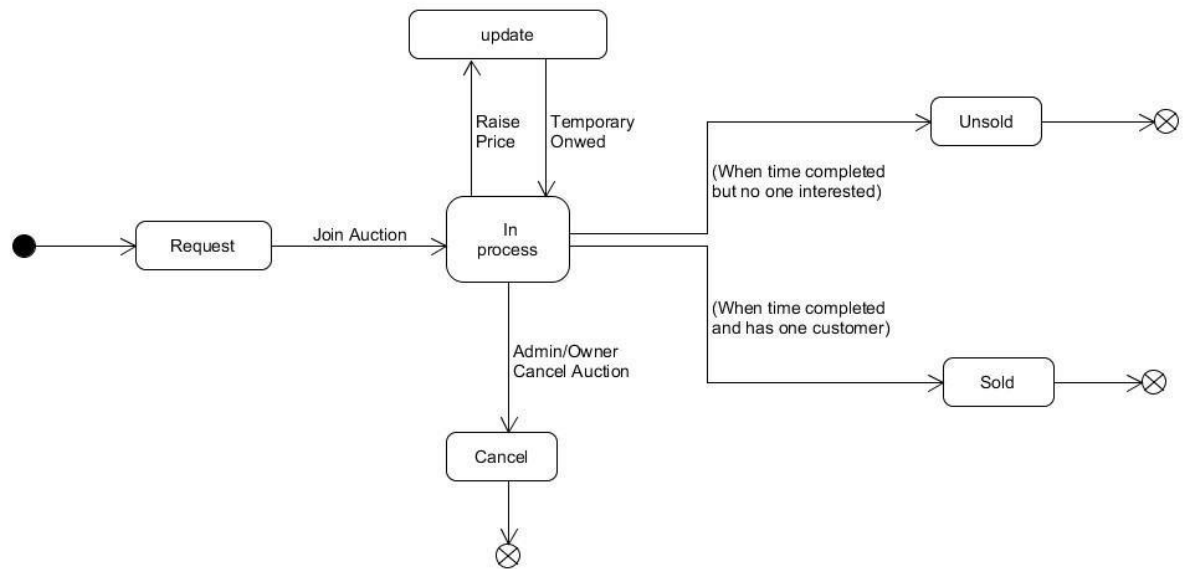 update
Raise
Price
Temporary
Onwed
Unsold
(When time completed
but no one interested)
Request
Join Auction
In
process
(When time completed
and has one customer)
Admin/Owner
Cancel Auction
Sold
Cancel